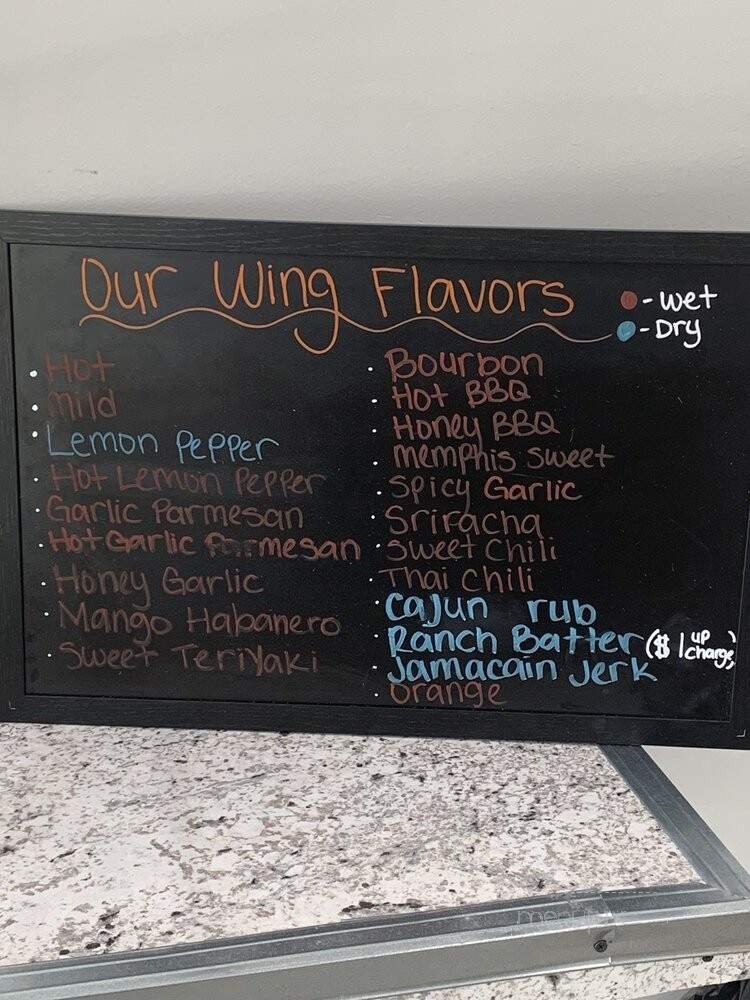 Our Wing Flavors
- wet
- Dry
. Hot
. Mild
. Lemon Pepper
. Hot Lemon Pepper
. Garlic Parmesan
. Hot Garlic Parmesan
. Honey Garlic
. Mango Habanero
. Sweet Teriyaki
. Bourbon
. Hot BBQ
. Honey BBQ
. memphis sweet
. Spicy Garlic
. Sriracha
. Sweet Chili
. Thai Chili
. Cajun rub
. Ranch Batter ($1 up charge)
. Jamacain Jerk
. Orange